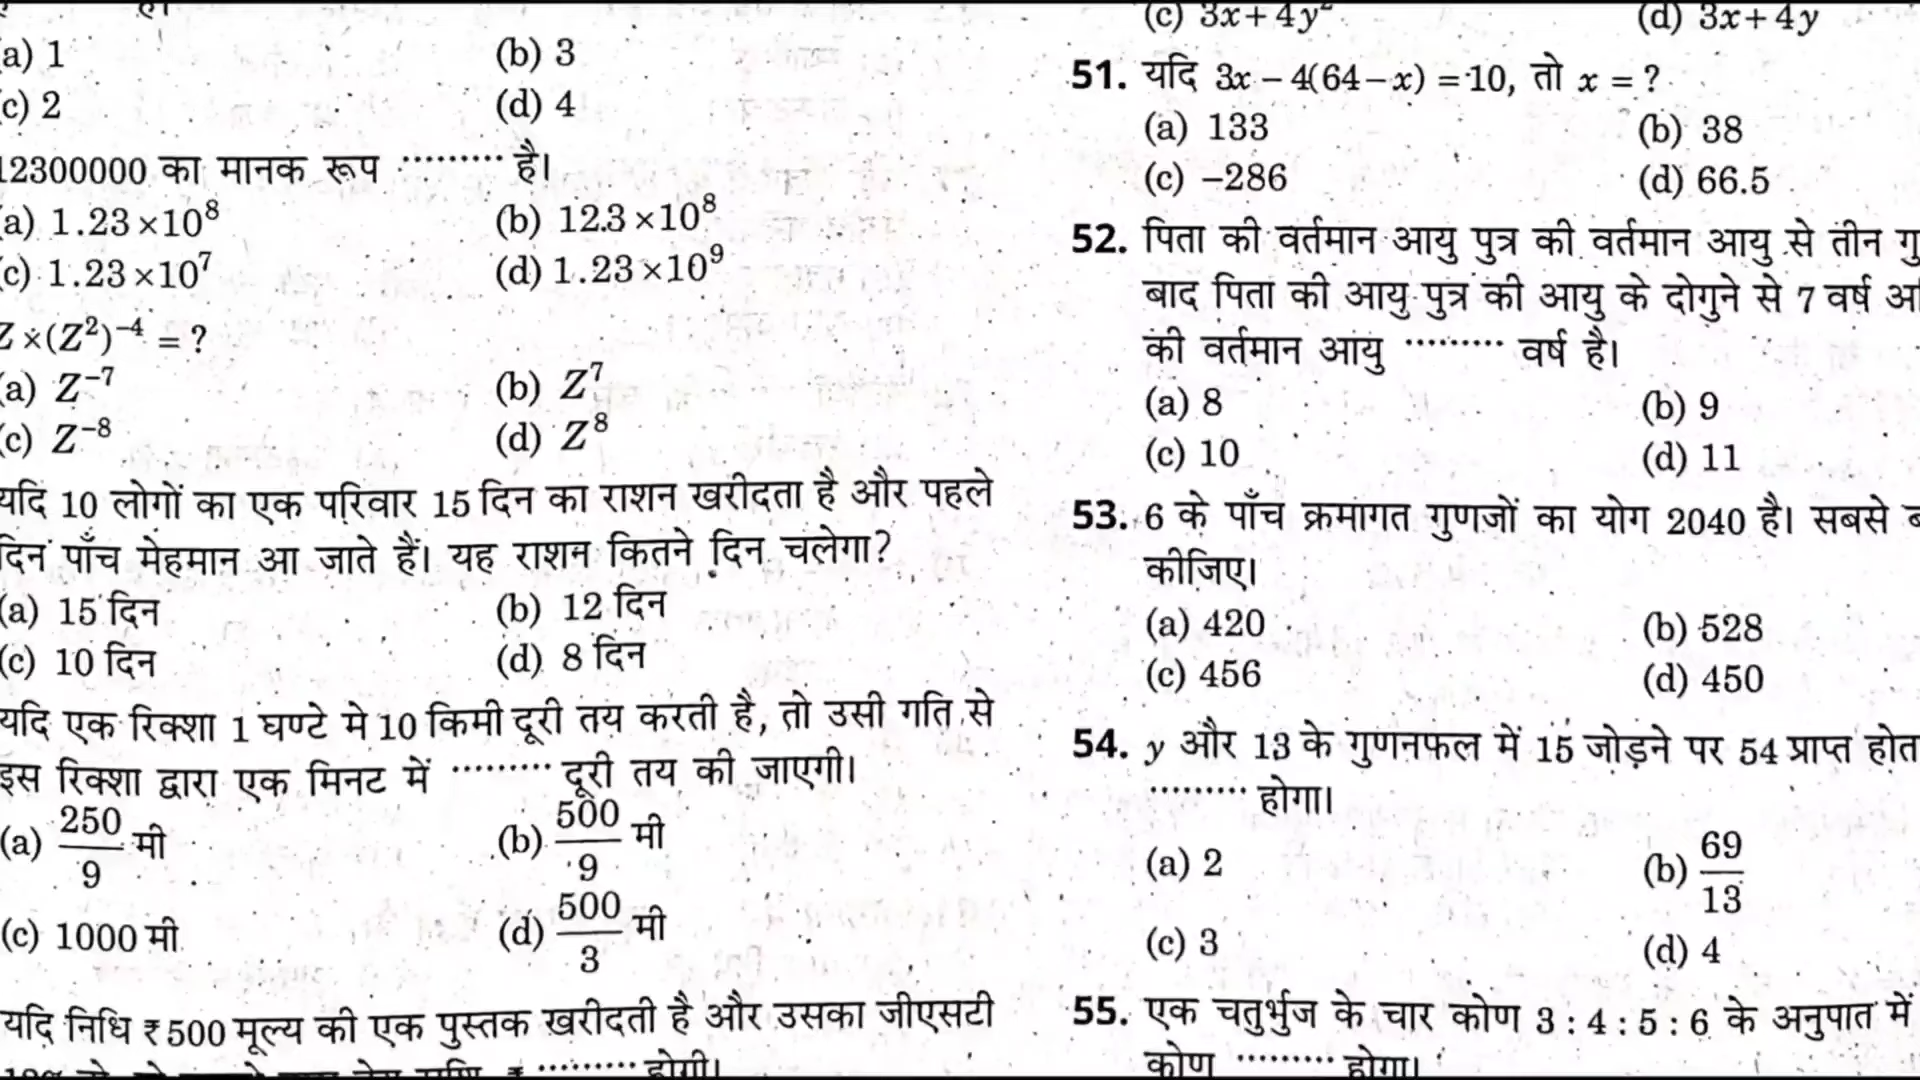 (a) 1 (b) 3
(c) 2 (d) 4
12300000 का मानक रूप ········· है।
(a) 1.23×10⁸ (b) 12.3×10⁸
(c) 1.23×10⁷ (d) 1.23×10⁹
Z×(Z²)⁻⁴ = ?
(a) Z⁻⁷ (b) Z⁷
(c) Z⁻⁸ (d) Z⁸
यदि 10 लोगों का एक परिवार 15 दिन का राशन खरीदता है और पहले
दिन पाँच मेहमान आ जाते हैं। यह राशन कितने दिन चलेगा?
(a) 15 दिन (b) 12 दिन
(c) 10 दिन (d) 8 दिन
यदि एक रिक्शा 1 घण्टे मे 10 किमी दूरी तय करती है, तो उसी गति से
इस रिक्शा द्वारा एक मिनट में ········· दूरी तय की जाएगी।
(a) 250/9 मी (b) 500/9 मी
(c) 1000 मी (d) 500/3 मी
यदि निधि ₹500 मूल्य की एक पुस्तक खरीदती है और उसका जीएसटी
········· होगी।
(c) 3x+4y² (d) 3x+4y
51. यदि 3x – 4(64–x) = 10, तो x = ?
(a) 133 (b) 38
(c) –286 (d) 66.5
52. पिता की वर्तमान आयु पुत्र की वर्तमान आयु से तीन
बाद पिता की आयु पुत्र की आयु के दोगुने से 7 वर्ष
की वर्तमान आयु ········· वर्ष है।
(a) 8 (b) 9
(c) 10 (d) 11
53. 6 के पाँच क्रमागत गुणजों का योग 2040 है। सबसे
कीजिए।
(a) 420 (b) 528
(c) 456 (d) 450
54. y और 13 के गुणनफल में 15 जोड़ने पर 54 प्राप्त होत
········· होगा।
(a) 2 (b) 69/13
(c) 3 (d) 4
55. एक चतुर्भुज के चार कोण 3 : 4 : 5 : 6 के अनुपात में
कोण ········· होगा।